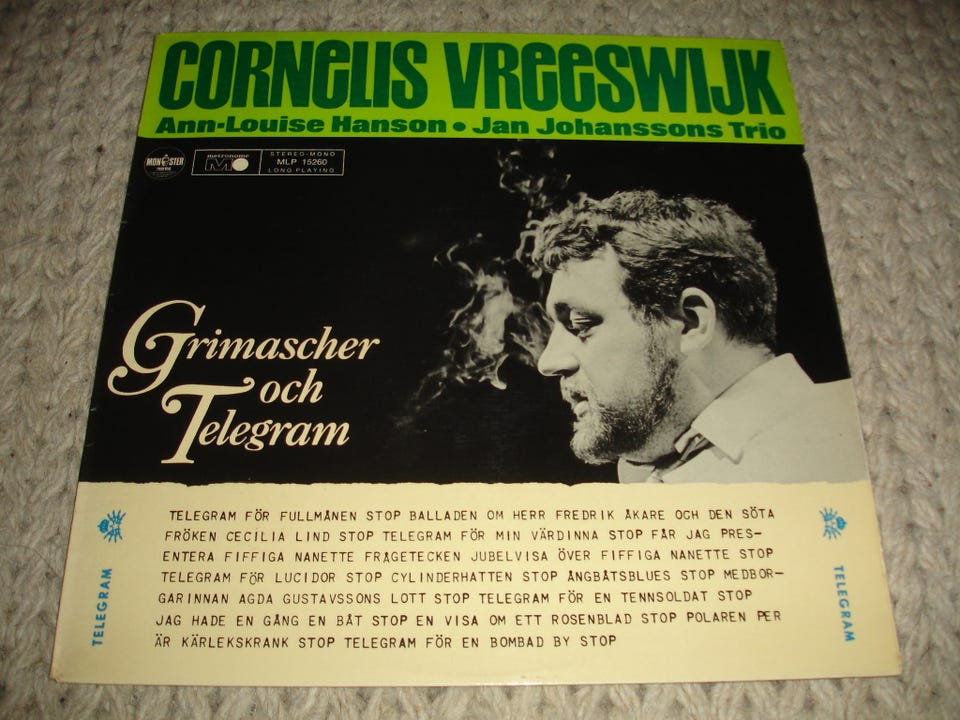 CORNELIS VREESWIJK
Ann-Louise Hanson • Jan Johanssons Trio
MONSTER
metronome
STEREO-MONO
MLP 15260
LONG PLAYING
Grimascher
och
Telegram
TELEGRAM FÖR FULLMÅNEN STOP BALLADEN OM HERR FREDRIK ÅKARE OCH DEN SÖTA
FRÖKEN CECILIA LIND STOP TELEGRAM FÖR MIN VÄRDINNA STOP FÅR JAG PRES-
ENTERA FIFFIGA NANETTE FRÅGETECKEN JUBELVISA ÖVER FIFFIGA NANETTE STOP
TELEGRAM FÖR LUCIDOR STOP CYLINDERHATTEN STOP ÅNGBÅTSBLUES STOP MEDBOR-
GARINNAN AGDA GUSTAVSSONS LOTT STOP TELEGRAM FÖR EN TENNSOLDAT STOP
JAG HADE EN GÅNG EN BÅT STOP EN VISA OM ETT ROSENBLAD STOP POLAREN PER
ÄR KÄRLEKSKRANK STOP TELEGRAM FÖR EN BOMBAD BY STOP
TELEGRAM
TELEGRAM